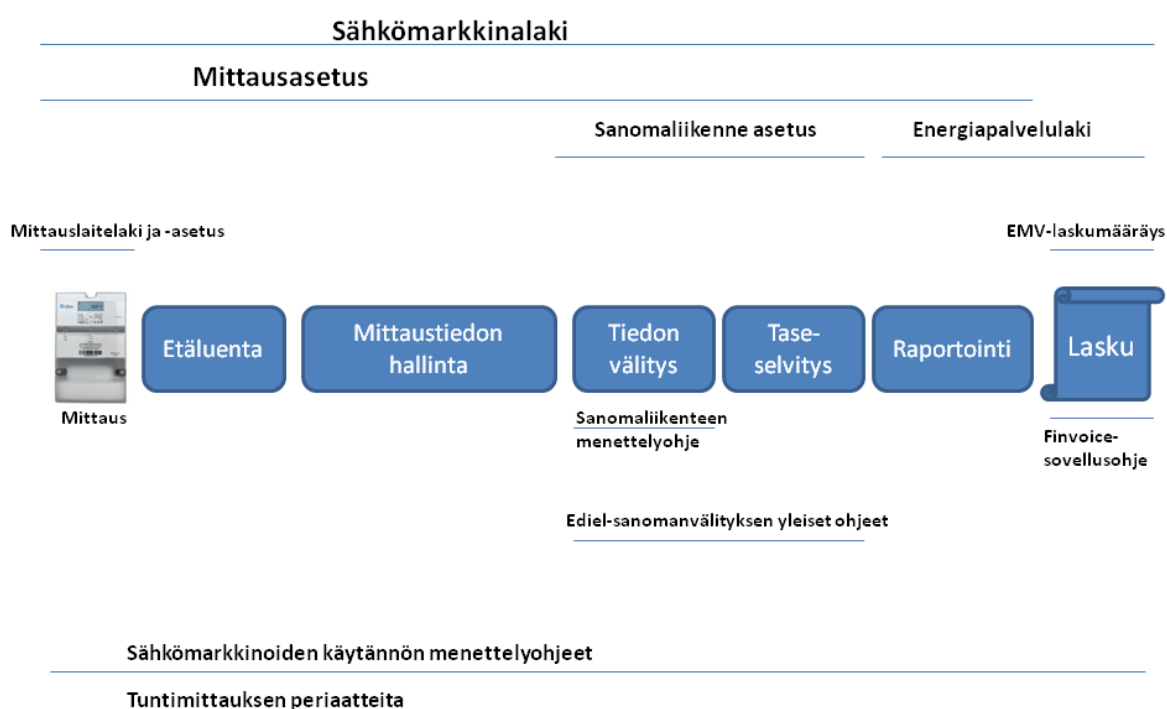 Sähkömarkkinalaki
Mittausasetus
Sanomaliikenne asetus
Energiapalvelulaki
Mittauslaitelaki ja -asetus
EMV-laskumääräys
Etäluenta
Mittaustiedon
hallinta
Tiedon
välitys
Tase-
selvitys
Raportointi
Lasku
Mittaus
Sanomaliikenteen
menettelyohje
Finvoice-
sovellusohje
Ediel-sanomanvälityksen yleiset ohjeet
Sähkömarkkinoiden käytännön menettelyohjeet
Tuntimittauksen periaatteita